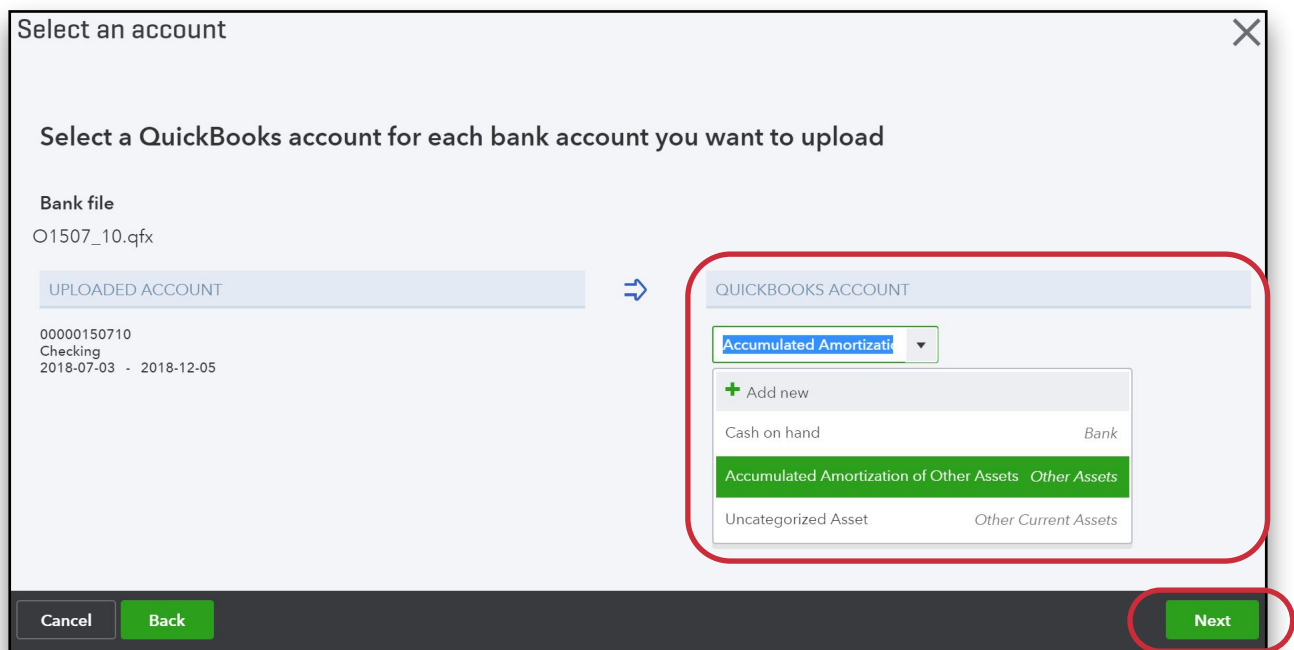 Select an account
Select a QuickBooks account for each bank account you want to upload
Bank file
O1507_10.qfx
UPLOADED ACCOUNT
00000150710
Checking
2018-07-03 - 2018-12-05
QUICKBOOKS ACCOUNT
Accumulated Amortizati
Add new
Cash on hand Bank
Accumulated Amortization of Other Assets Other Assets
Uncategorized Asset Other Current Assets
Cancel Back Next